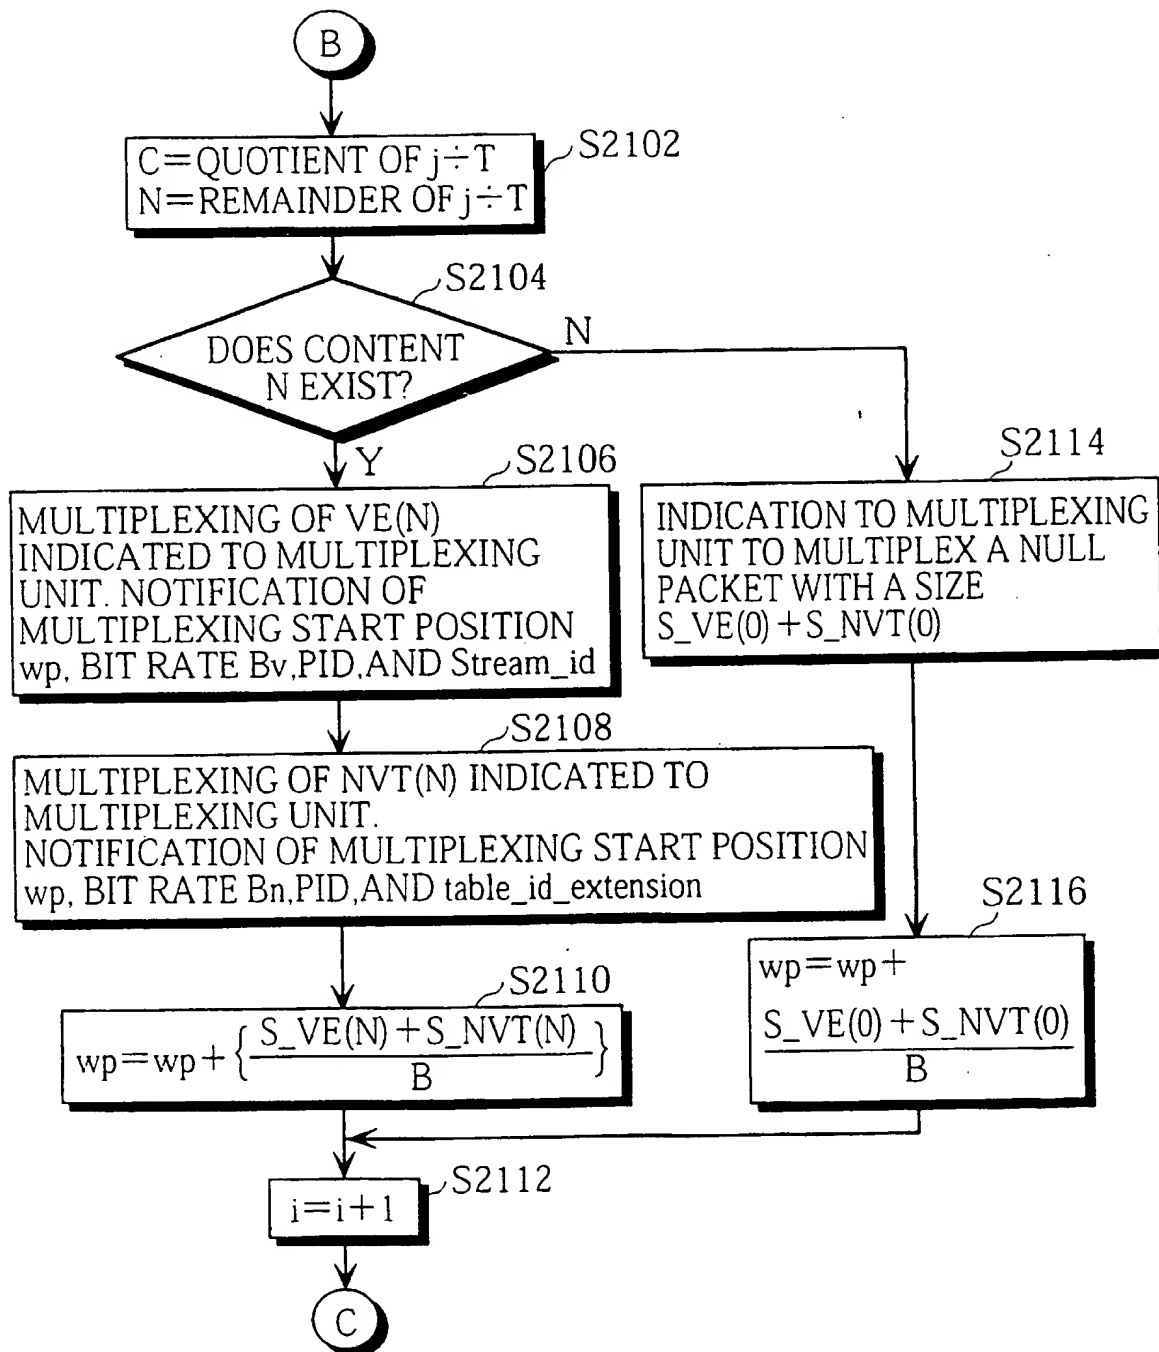 B
C=QUOTIENT OF j÷T
N=REMAINDER OF j÷T
S2102
S2104
DOES CONTENT
N EXIST?
N
Y
S2106
MULTIPLEXING OF VE(N)
INDICATED TO MULTIPLEXING
UNIT. NOTIFICATION OF
MULTIPLEXING START POSITION
wp, BIT RATE Bv,PID,AND Stream_id
S2114
INDICATION TO MULTIPLEXING
UNIT TO MULTIPLEX A NULL
PACKET WITH A SIZE
S_VE(0)+S_NVT(0)
S2108
MULTIPLEXING OF NVT(N) INDICATED TO
MULTIPLEXING UNIT.
NOTIFICATION OF MULTIPLEXING START POSITION
wp, BIT RATE Bn,PID,AND table_id_extension
S2110
wp=wp+{S_VE(N)+S_NVT(N)
B}
S2116
wp=wp+
S_VE(0)+S_NVT(0)
B
S2112
i=i+1
C